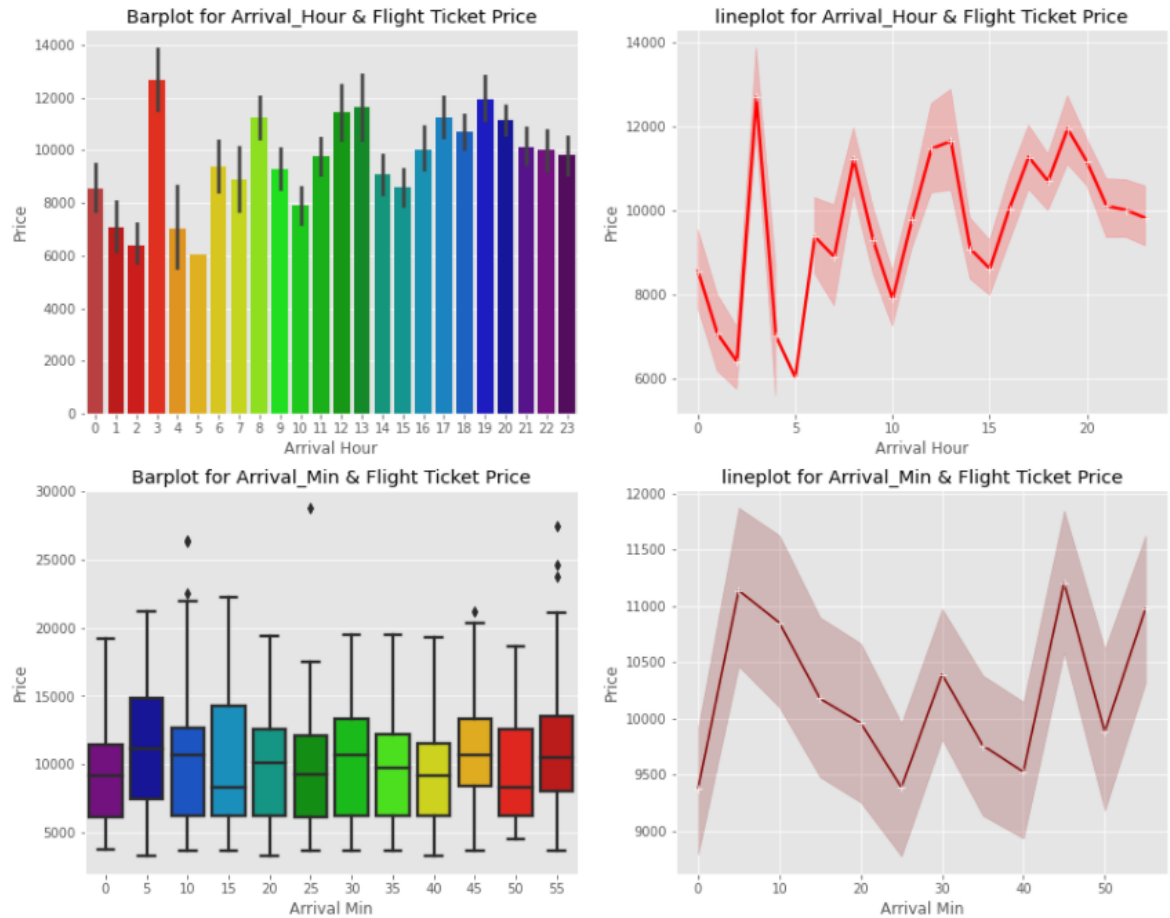 Barplot for Arrival_Hour & Flight Ticket Price
14000
12000
10000
8000
6000
4000
2000
0
Price
0 1 2 3 4 5 6 7 8 9 10 11 12 13 14 15 16 17 18 19 20 21 22 23
Arrival Hour
lineplot for Arrival_Hour & Flight Ticket Price
14000
12000
10000
8000
6000
Price
0 5 10 15 20
Arrival Hour
Barplot for Arrival_Min & Flight Ticket Price
30000
25000
20000
15000
10000
5000
Price
0 5 10 15 20 25 30 35 40 45 50 55
Arrival Min
lineplot for Arrival_Min & Flight Ticket Price
12000
11500
11000
10500
10000
9500
9000
Price
0 10 20 30 40 50
Arrival Min